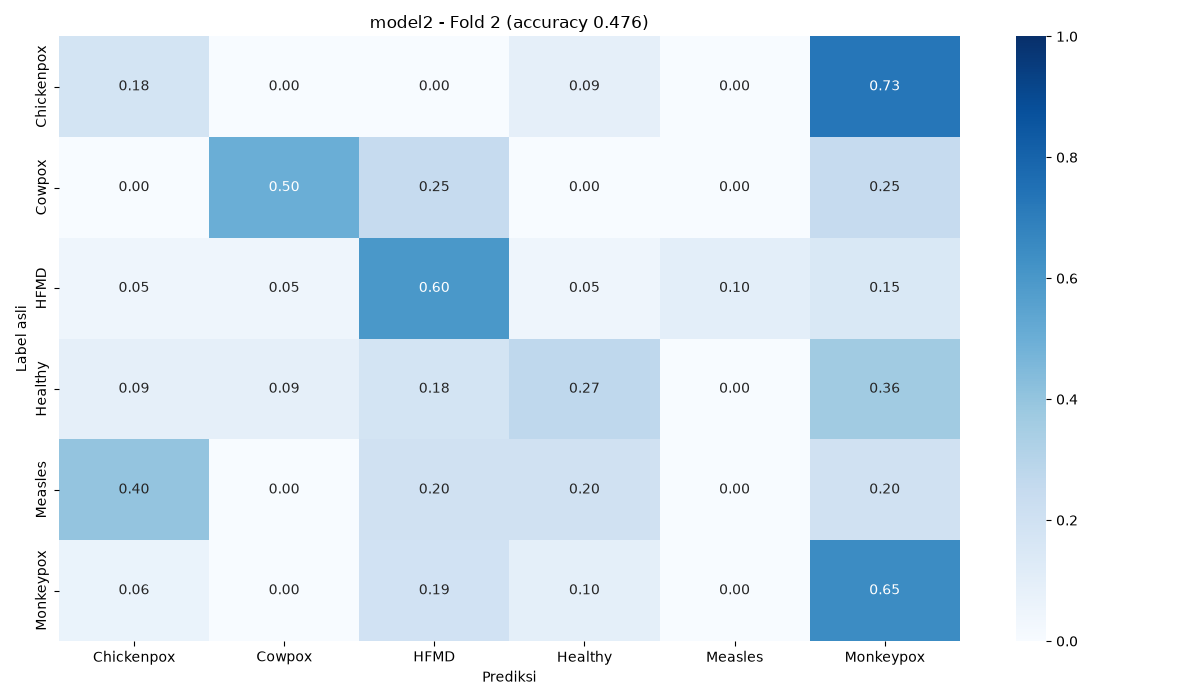 model2 - Fold 2 (accuracy 0.476)
Label asli
Chickenpox 0.18 0.00 0.00 0.09 0.00 0.73
Cowpox 0.00 0.50 0.25 0.00 0.00 0.25
HFMD 0.05 0.05 0.60 0.05 0.10 0.15
Healthy 0.09 0.09 0.18 0.27 0.00 0.36
Measles 0.40 0.00 0.20 0.20 0.00 0.20
Monkeypox 0.06 0.00 0.19 0.10 0.00 0.65
Chickenpox Cowpox HFMD Healthy Measles Monkeypox
Prediksi
1.0
0.8
0.6
0.4
0.2
0.0